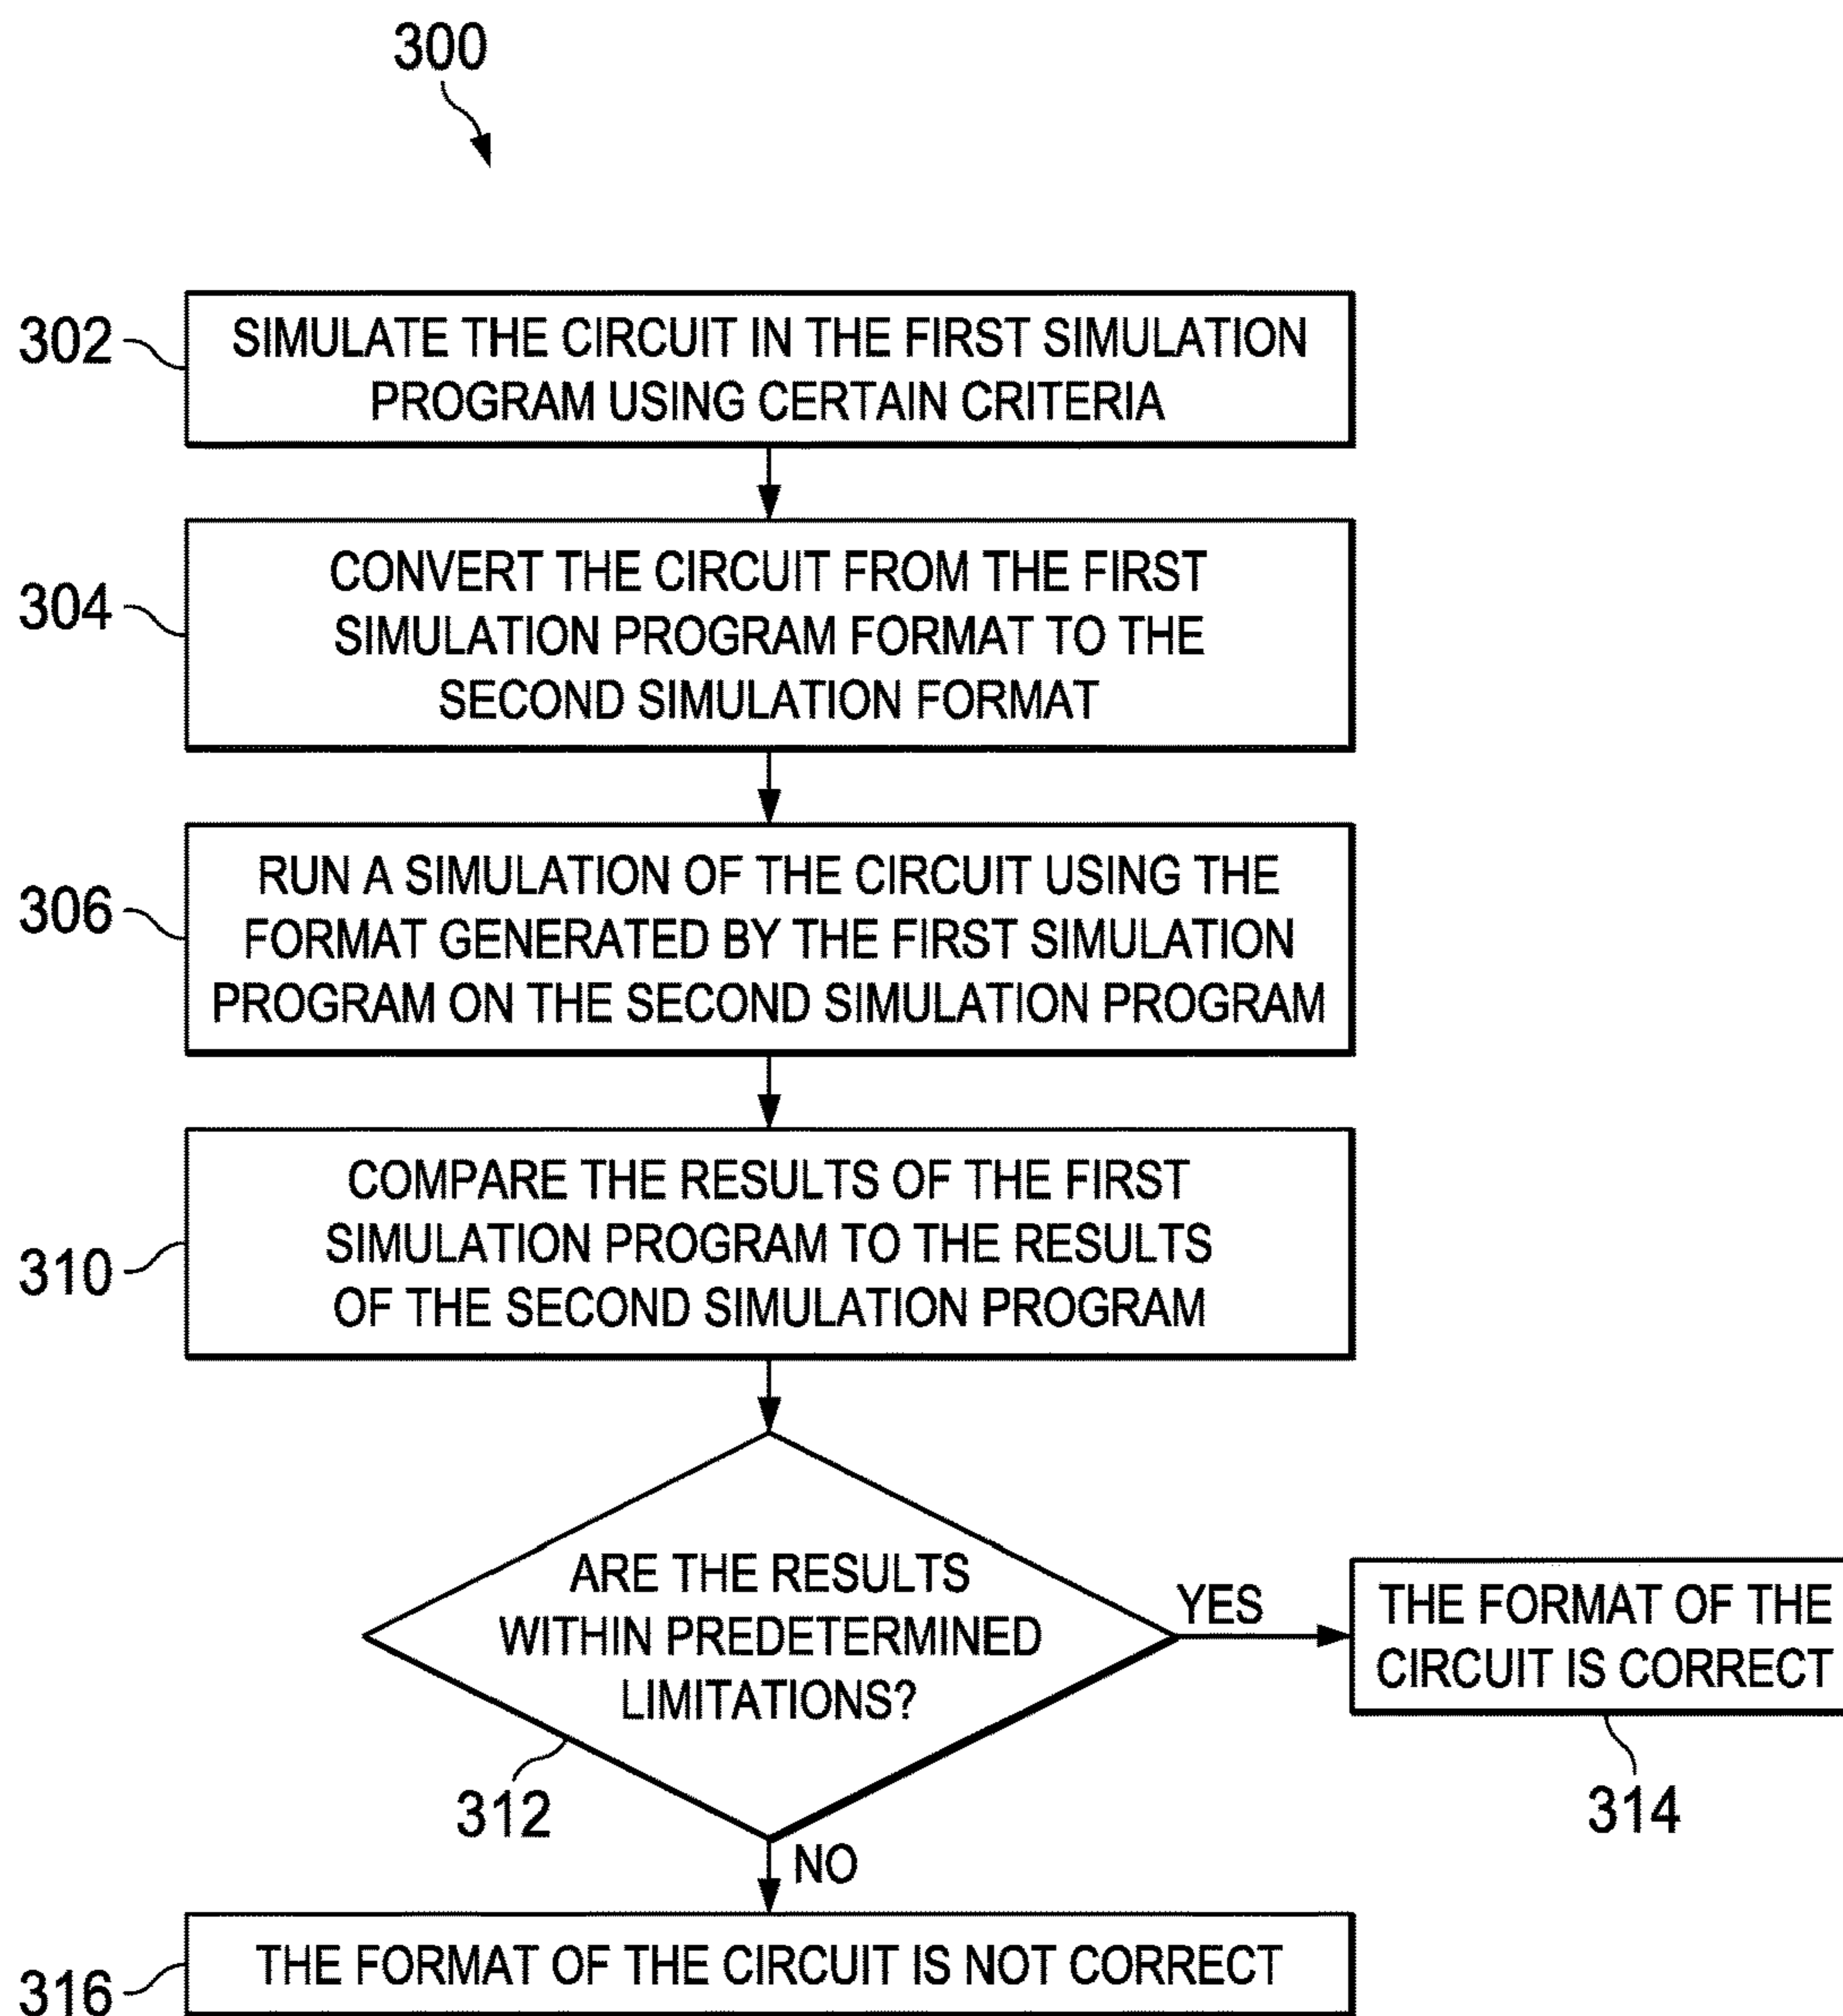 300
302
SIMULATE THE CIRCUIT IN THE FIRST SIMULATION
PROGRAM USING CERTAIN CRITERIA
304
CONVERT THE CIRCUIT FROM THE FIRST
SIMULATION PROGRAM FORMAT TO THE
SECOND SIMULATION FORMAT
306
RUN A SIMULATION OF THE CIRCUIT USING THE
FORMAT GENERATED BY THE FIRST SIMULATION
PROGRAM ON THE SECOND SIMULATION PROGRAM
310
COMPARE THE RESULTS OF THE FIRST
SIMULATION PROGRAM TO THE RESULTS
OF THE SECOND SIMULATION PROGRAM
ARE THE RESULTS
WITHIN PREDETERMINED
LIMITATIONS?
312
YES
THE FORMAT OF THE
CIRCUIT IS CORRECT
314
NO
316
THE FORMAT OF THE CIRCUIT IS NOT CORRECT